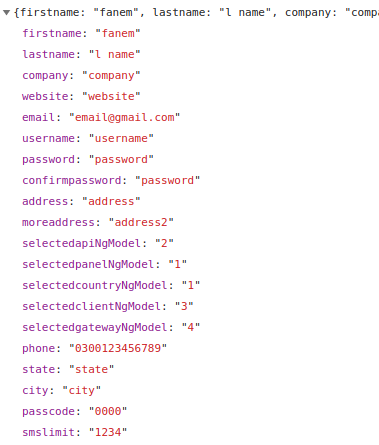 ▼{firstname: "fanem", lastname: "l name", company: "comp
firstname: "fanem"
lastname: "l name"
company: "company"
website: "website"
email: "email@gmail.com"
username: "username"
password: "password"
confirmpassword: "password"
address: "address"
moreaddress: "address2"
selectedapiNgModel: "2"
selectedpanelNgModel: "1"
selectedcountryNgModel: "1"
selectedclientNgModel: "3"
selectedgatewayNgModel: "4"
phone: "0300123456789"
state: "state"
city: "city"
passcode: "0000"
smslimit: "1234"